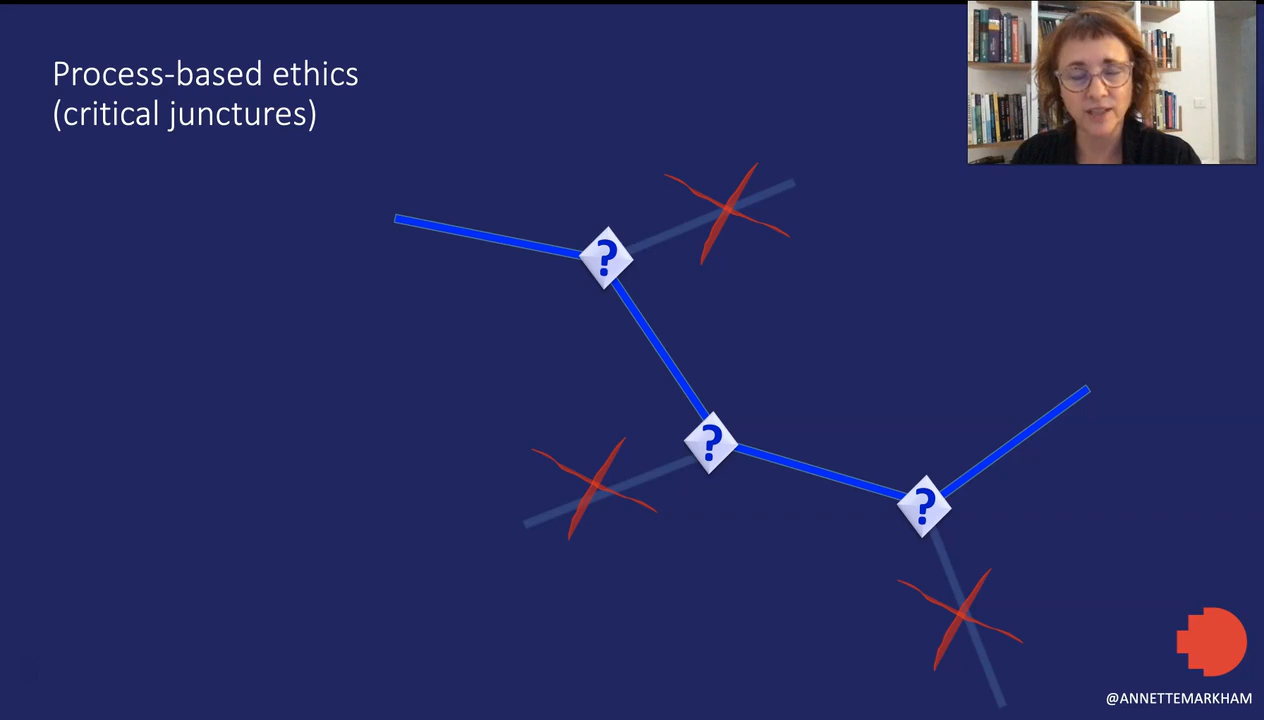 Process-based ethics
(critical junctures)
?
?
?
@ANNETTEMARKHAM